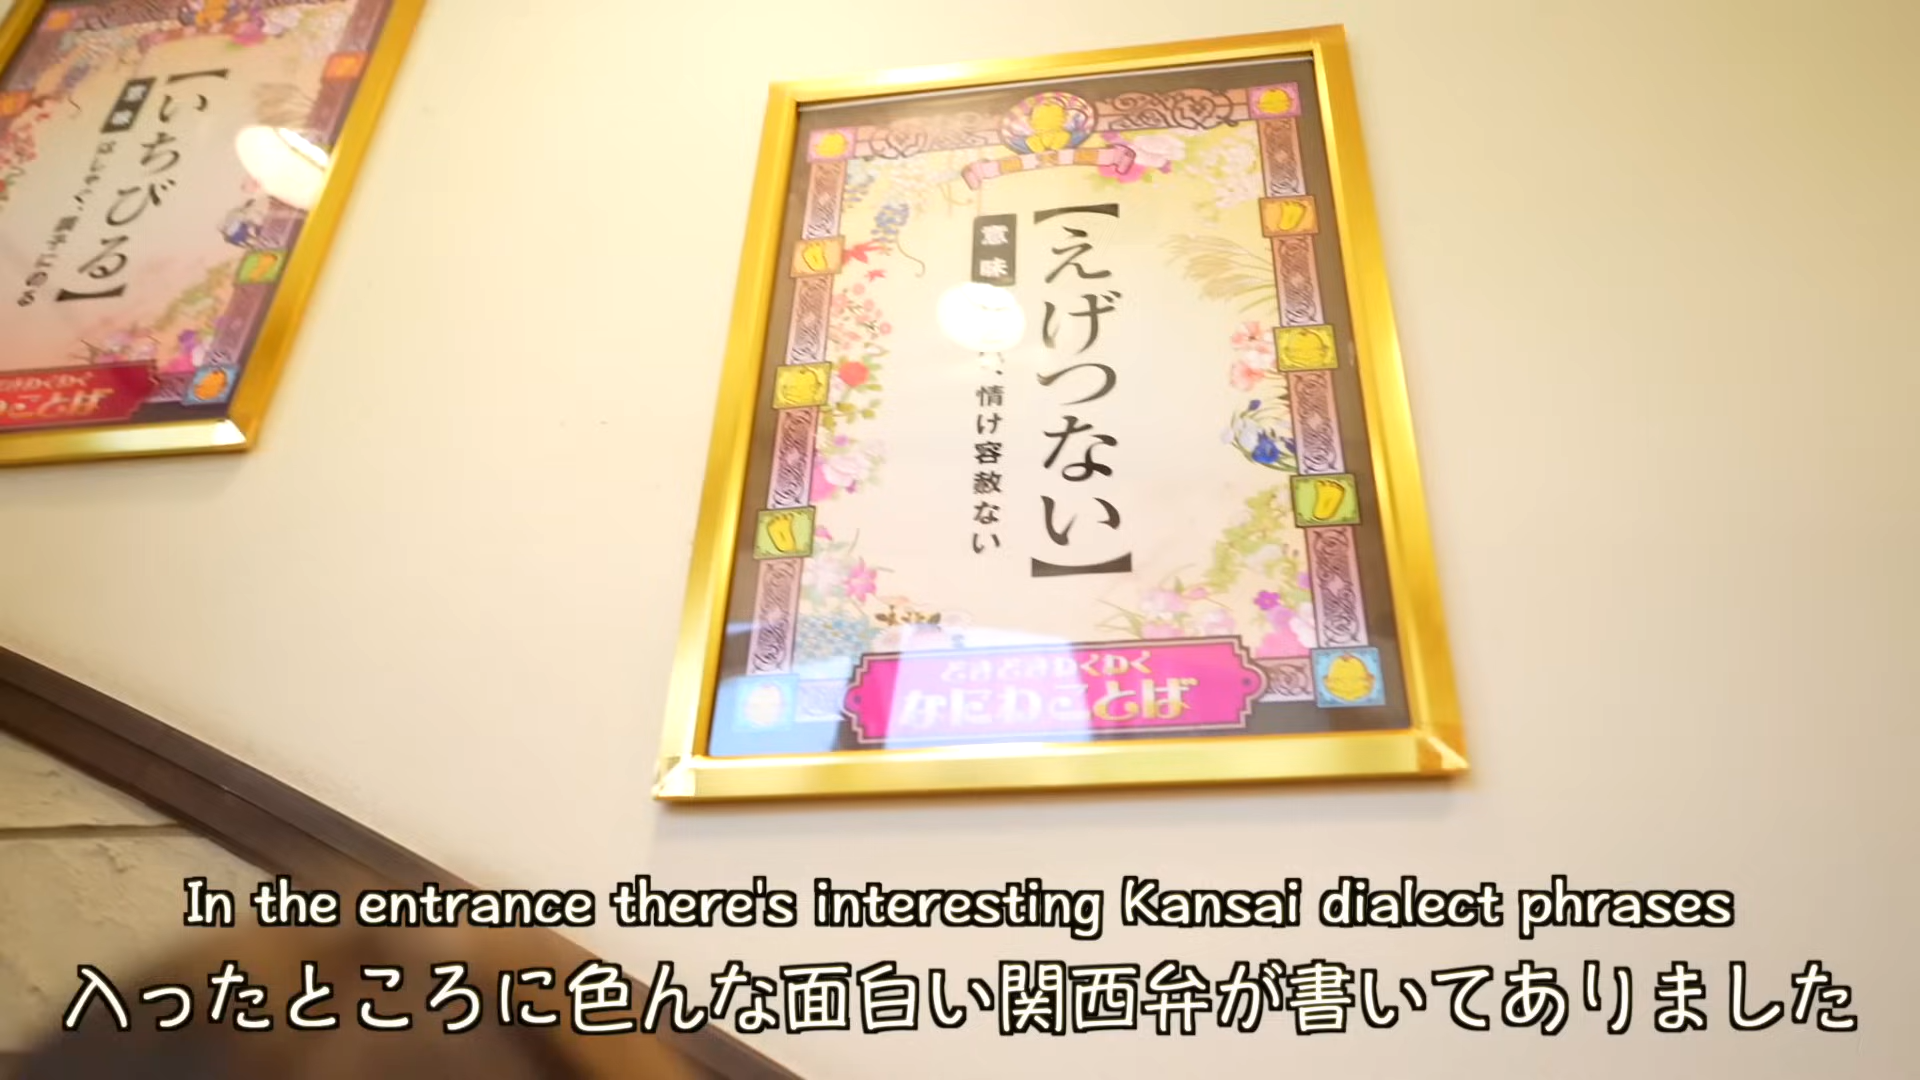 【えげつない】
意味
情け容赦ない
どきどきわくわく
なにわことば
【いちびる】
意味
ことば
In the entrance there's interesting Kansai dialect phrases
入ったところに色んな面白い関西弁が書いてありました